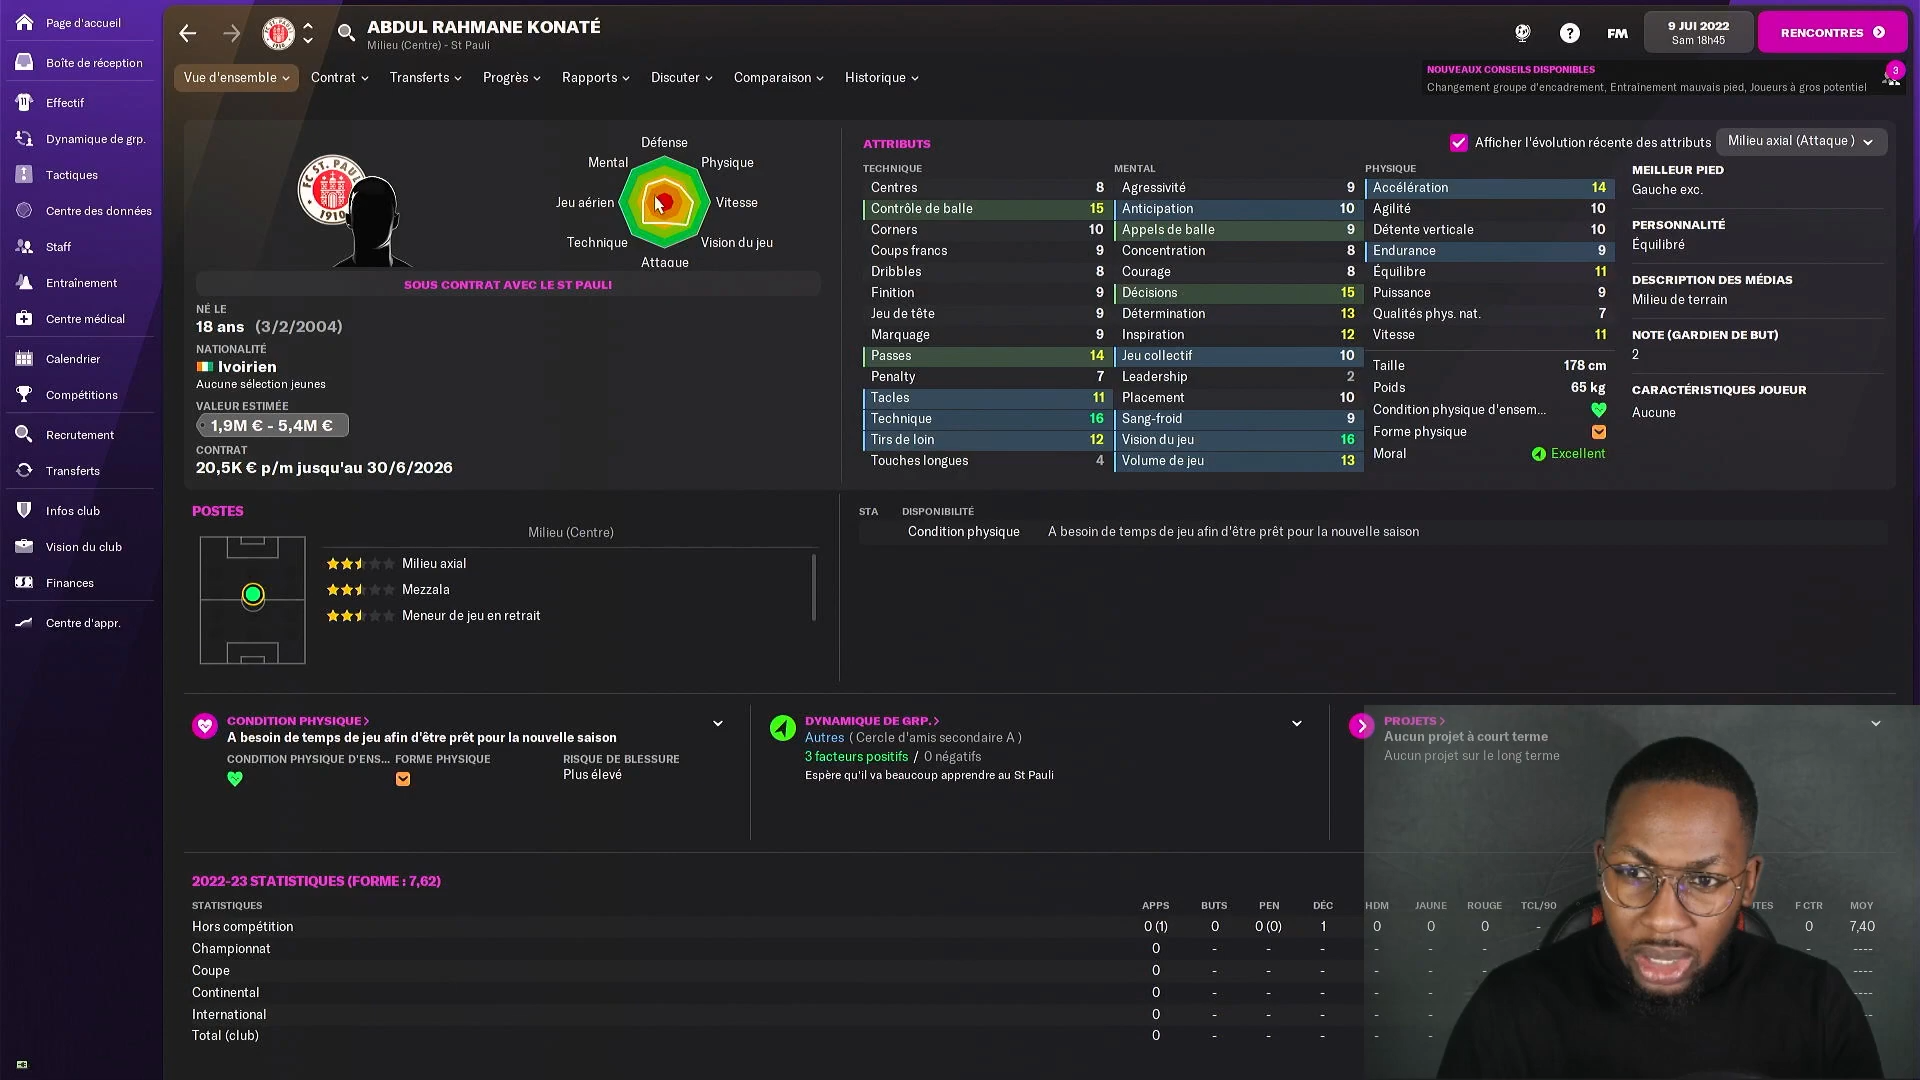 Page d'accueil
Boîte de réception
Effectif
Dynamique de grp.
Tactiques
Centre des données
Staff
Entraînement
Centre médical
Calendrier
Compétitions
Recrutement
Transferts
Infos club
Vision du club
Finances
Centre d'appr.
ABDUL RAHMANE KONATÉ
Milieu (Centre) - St Pauli
FM
9 JUI 2022
Sam 18h45
RENCONTRES
Vue d'ensemble Contrat Transferts Progrès Rapports Discuter Comparaison Historique
NOUVEAUX CONSEILS DISPONIBLES
3
Changement groupe d'encadrement, Entraînement mauvais pied, Joueurs à gros potentiel
Défense
Mental Physique
Jeu aérien Vitesse
Technique Vision du jeu
Attaque
SOUS CONTRAT AVEC LE ST PAULI
NÉ LE
18 ans (3/2/2004)
NATIONALITÉ
Ivoirien
Aucune sélection jeunes
VALEUR ESTIMÉE
1,9M € - 5,4M €
CONTRAT
20,5K € p/m jusqu'au 30/6/2026
ATTRIBUTS
Afficher l'évolution récente des attributs
Milieu axial (Attaque )
TECHNIQUE
Centres 8
Contrôle de balle 15
Corners 10
Coups francs 9
Dribbles 8
Finition 9
Jeu de tête 9
Marquage 9
Passes 14
Penalty 7
Tacles 11
Technique 16
Tirs de loin 12
Touches longues 4
MENTAL
Agressivité 9
Anticipation 10
Appels de balle 9
Concentration 8
Courage 8
Décisions 15
Détermination 13
Inspiration 12
Jeu collectif 10
Leadership 2
Placement 10
Sang-froid 9
Vision du jeu 16
Volume de jeu 13
PHYSIQUE
Accélération 14
Agilité 10
Détente verticale 10
Endurance 9
Équilibre 11
Puissance 9
Qualités phys. nat. 7
Vitesse 11
Taille 178 cm
Poids 65 kg
Condition physique d'ensem...
Forme physique
Moral Excellent
MEILLEUR PIED
Gauche exc.
PERSONNALITÉ
Équilibré
DESCRIPTION DES MÉDIAS
Milieu de terrain
NOTE (GARDIEN DE BUT)
2
CARACTÉRISTIQUES JOUEUR
Aucune
POSTES
Milieu (Centre)
Milieu axial
Mezzala
Meneur de jeu en retrait
STA DISPONIBILITÉ
Condition physique A besoin de temps de jeu afin d'être prêt pour la nouvelle saison
CONDITION PHYSIQUE >
A besoin de temps de jeu afin d'être prêt pour la nouvelle saison
CONDITION PHYSIQUE D'ENS... FORME PHYSIQUE RISQUE DE BLESSURE
Plus élevé
DYNAMIQUE DE GRP. >
Autres ( Cercle d'amis secondaire A )
3 facteurs positifs / 0 négatifs
Espère qu'il va beaucoup apprendre au St Pauli
PROJETS >
Aucun projet à court terme
Aucun projet sur le long terme
2022-23 STATISTIQUES (FORME : 7,62)
STATISTIQUES APPS BUTS PEN DÉC HDM JAUNE ROUGE TCL/90 F CTR MOY
Hors compétition 0 (1) 0 0 (0) 1 0 0 0 - 0 7,40
Championnat 0 - - - - - - - ----
Coupe 0 - - - - - - ----
Continental 0 - - - - - ----
International 0 - - - - - ----
Total (club) 0 - - - - - ----